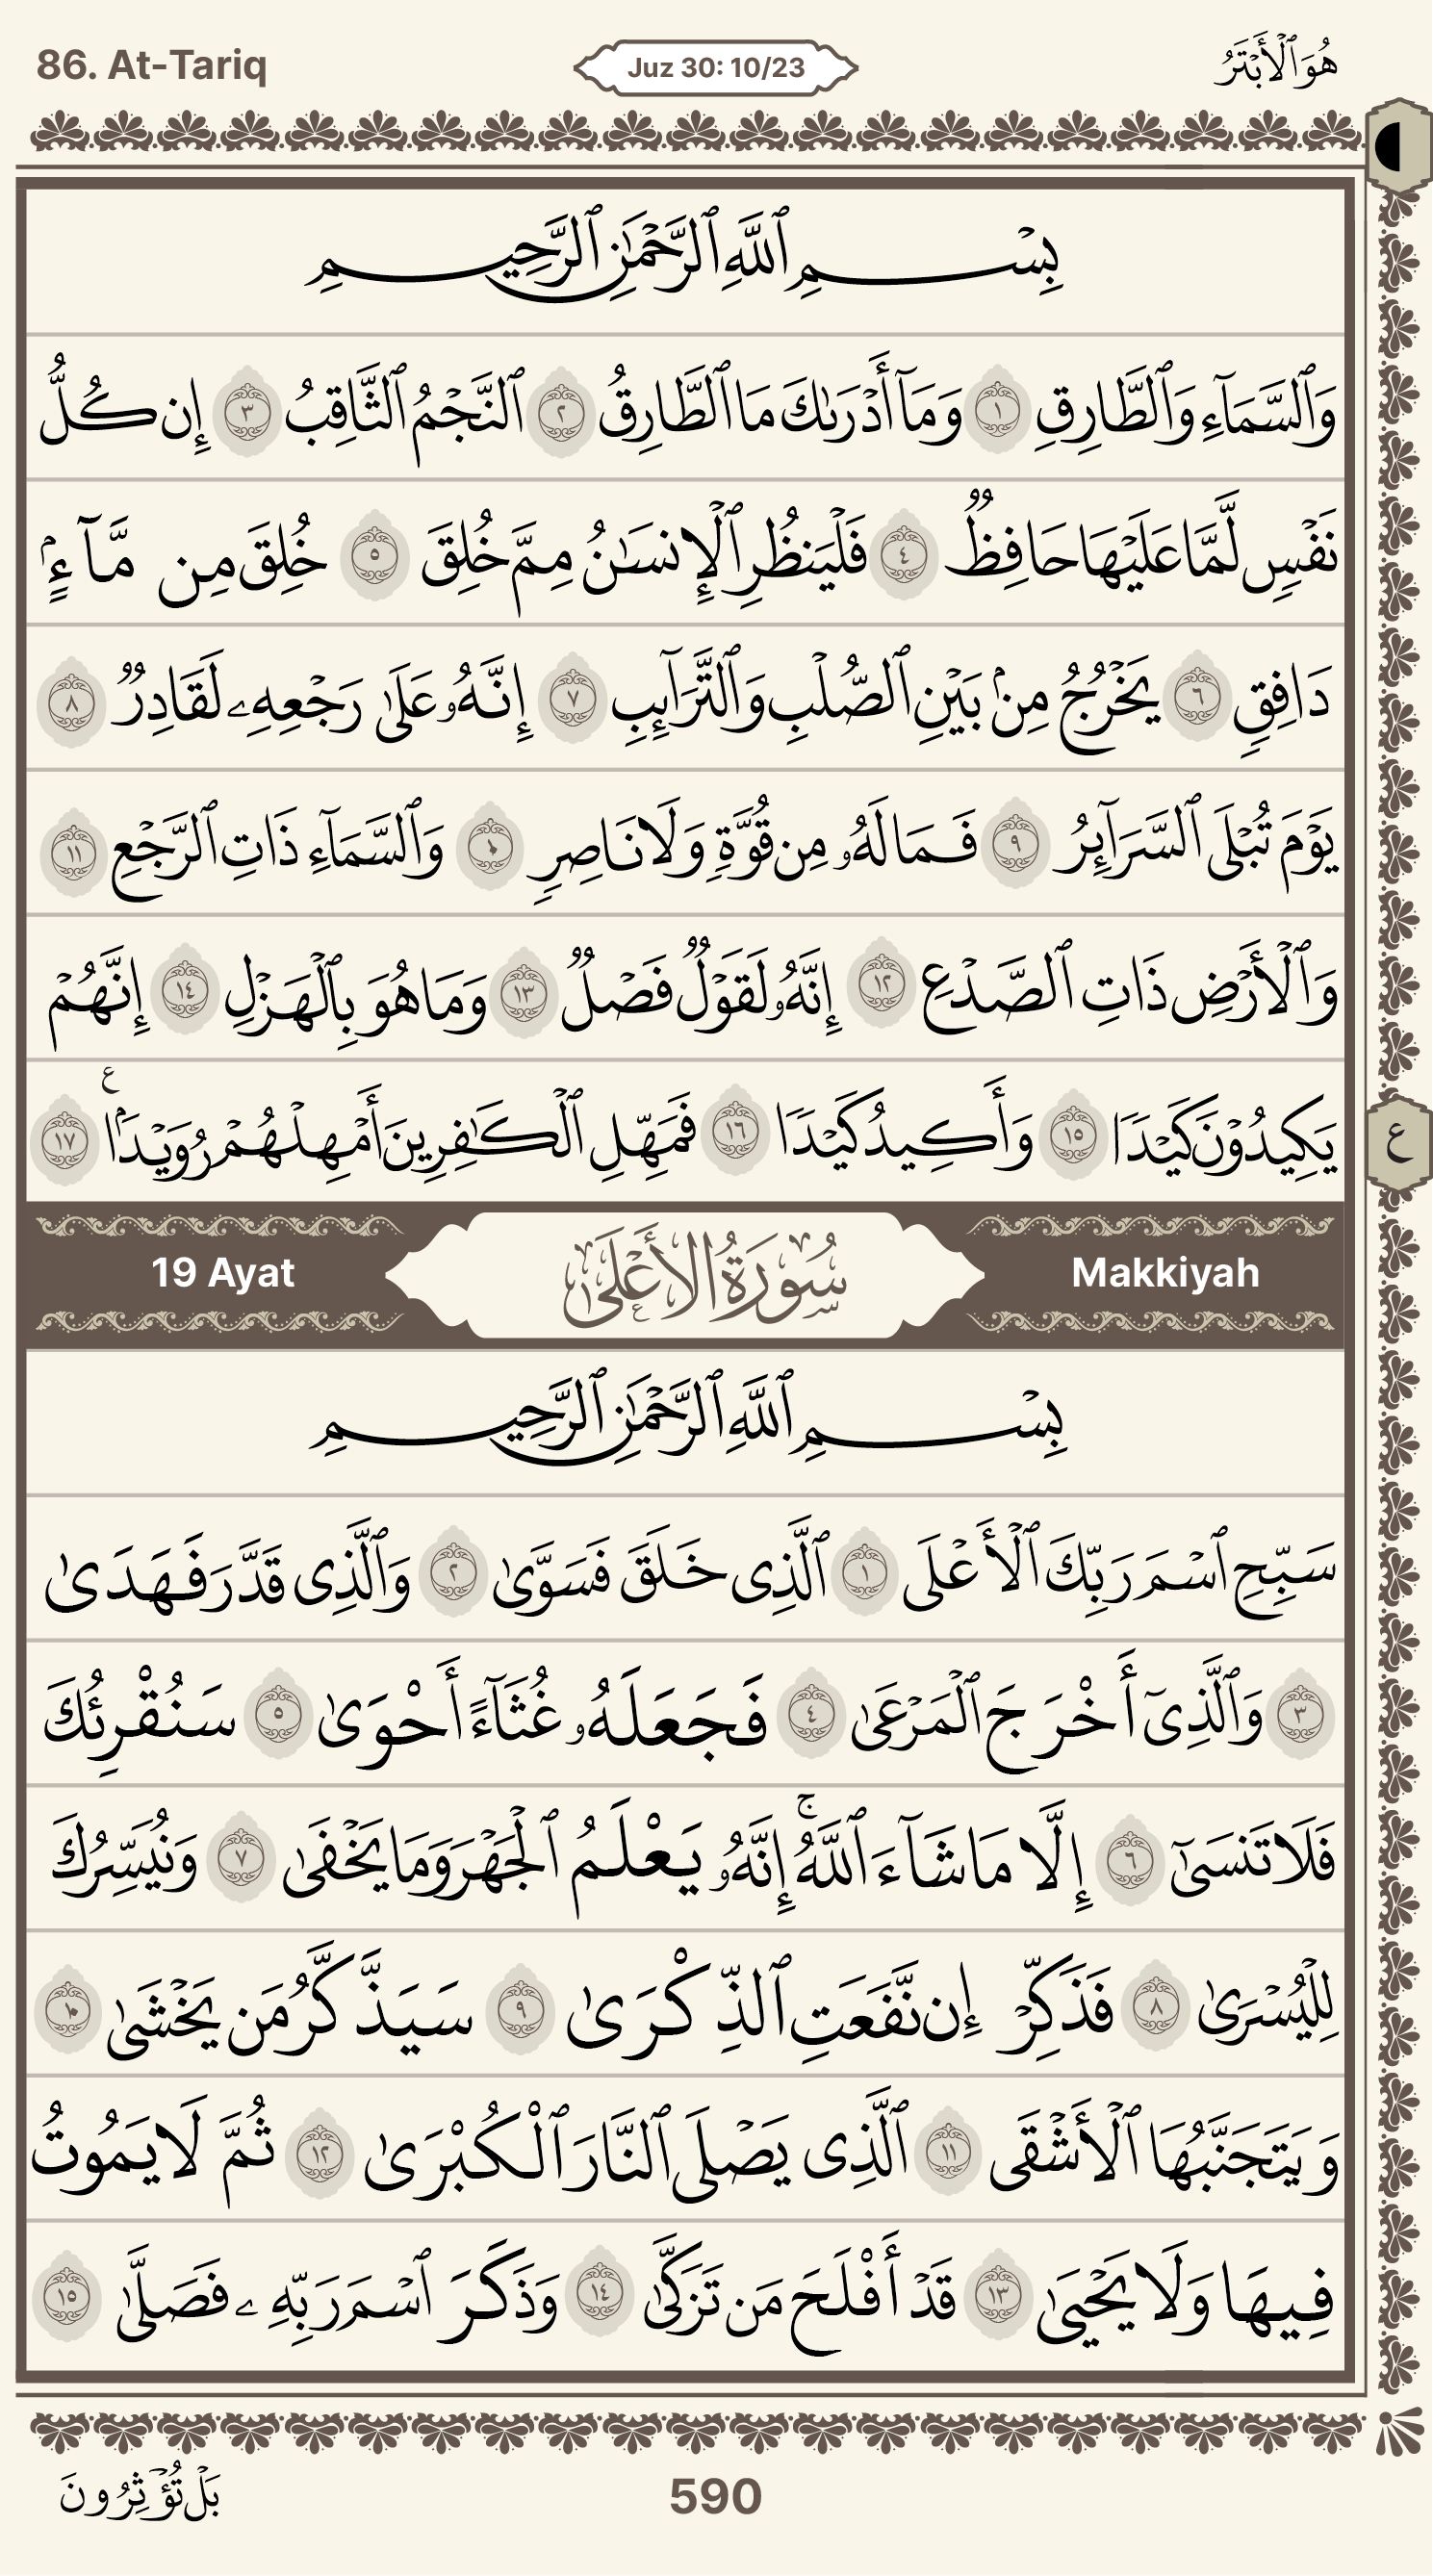 86. At-Tariq
Juz 30: 10/23
هُوَ ٱلْأَبْتَرُ
بِسْمِ ٱللَّهِ ٱلرَّحْمَٰنِ ٱلرَّحِيمِ
وَٱلسَّمَآءِ وَٱلطَّارِقِ ١ وَمَآ أَدْرَىٰكَ مَا ٱلطَّارِقُ ٢ ٱلنَّجْمُ ٱلثَّاقِبُ ٣ إِن كُلُّ
نَفْسٍ لَّمَّا عَلَيْهَا حَافِظٌ ٤ فَلْيَنظُرِ ٱلْإِنسَٰنُ مِمَّ خُلِقَ ٥ خُلِقَ مِن مَّآءٍ
دَافِقٍ ٦ يَخْرُجُ مِنۢ بَيْنِ ٱلصُّلْبِ وَٱلتَّرَآئِبِ ٧ إِنَّهُۥ عَلَىٰ رَجْعِهِۦ لَقَادِرٌ ٨
يَوْمَ تُبْلَى ٱلسَّرَآئِرُ ٩ فَمَا لَهُۥ مِن قُوَّةٍ وَلَا نَاصِرٍ ١٠ وَٱلسَّمَآءِ ذَاتِ ٱلرَّجْعِ ١١
وَٱلْأَرْضِ ذَاتِ ٱلصَّدْعِ ١٢ إِنَّهُۥ لَقَوْلٌ فَصْلٌ ١٣ وَمَا هُوَ بِٱلْهَزْلِ ١٤ إِنَّهُمْ
يَكِيدُونَ كَيْدًا ١٥ وَأَكِيدُ كَيْدًا ١٦ فَمَهِّلِ ٱلْكَٰفِرِينَ أَمْهِلْهُمْ رُوَيْدًۢا ع ١٧
ع
19 Ayat
سُورَةُ الأَعْلَىٰ
Makkiyah
بِسْمِ ٱللَّهِ ٱلرَّحْمَٰنِ ٱلرَّحِيمِ
سَبِّحِ ٱسْمَ رَبِّكَ ٱلْأَعْلَى ١ ٱلَّذِى خَلَقَ فَسَوَّىٰ ٢ وَٱلَّذِى قَدَّرَ فَهَدَىٰ
٣ وَٱلَّذِىٓ أَخْرَجَ ٱلْمَرْعَىٰ ٤ فَجَعَلَهُۥ غُثَآءً أَحْوَىٰ ٥ سَنُقْرِئُكَ
فَلَا تَنسَىٰٓ ٦ إِلَّا مَا شَآءَ ٱللَّهُ ۚ إِنَّهُۥ يَعْلَمُ ٱلْجَهْرَ وَمَا يَخْفَىٰ ٧ وَنُيَسِّرُكَ
لِلْيُسْرَىٰ ٨ فَذَكِّرْ إِن نَّفَعَتِ ٱلذِّكْرَىٰ ٩ سَيَذَّكَّرُ مَن يَخْشَىٰ ١٠
وَيَتَجَنَّبُهَا ٱلْأَشْقَى ١١ ٱلَّذِى يَصْلَى ٱلنَّارَ ٱلْكُبْرَىٰ ١٢ ثُمَّ لَا يَمُوتُ
فِيهَا وَلَا يَحْيَىٰ ١٣ قَدْ أَفْلَحَ مَن تَزَكَّىٰ ١٤ وَذَكَرَ ٱسْمَ رَبِّهِۦ فَصَلَّىٰ ١٥
بَلْ تُؤْثِرُونَ
590